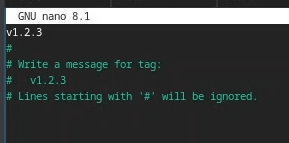 GNU nano 8.1
v1.2.3
#
# Write a message for tag:
#   v1.2.3
# Lines starting with '#' will be ignored.